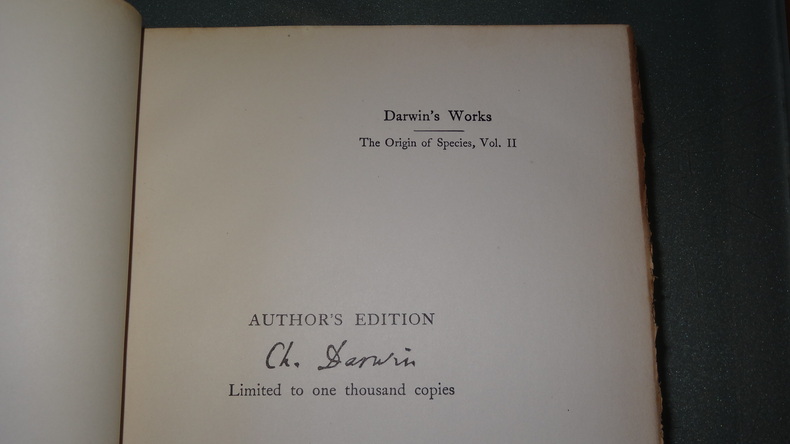 Darwin's Works
The Origin of Species, Vol. II
AUTHOR'S EDITION
Ch. Darwin
Limited to one thousand copies